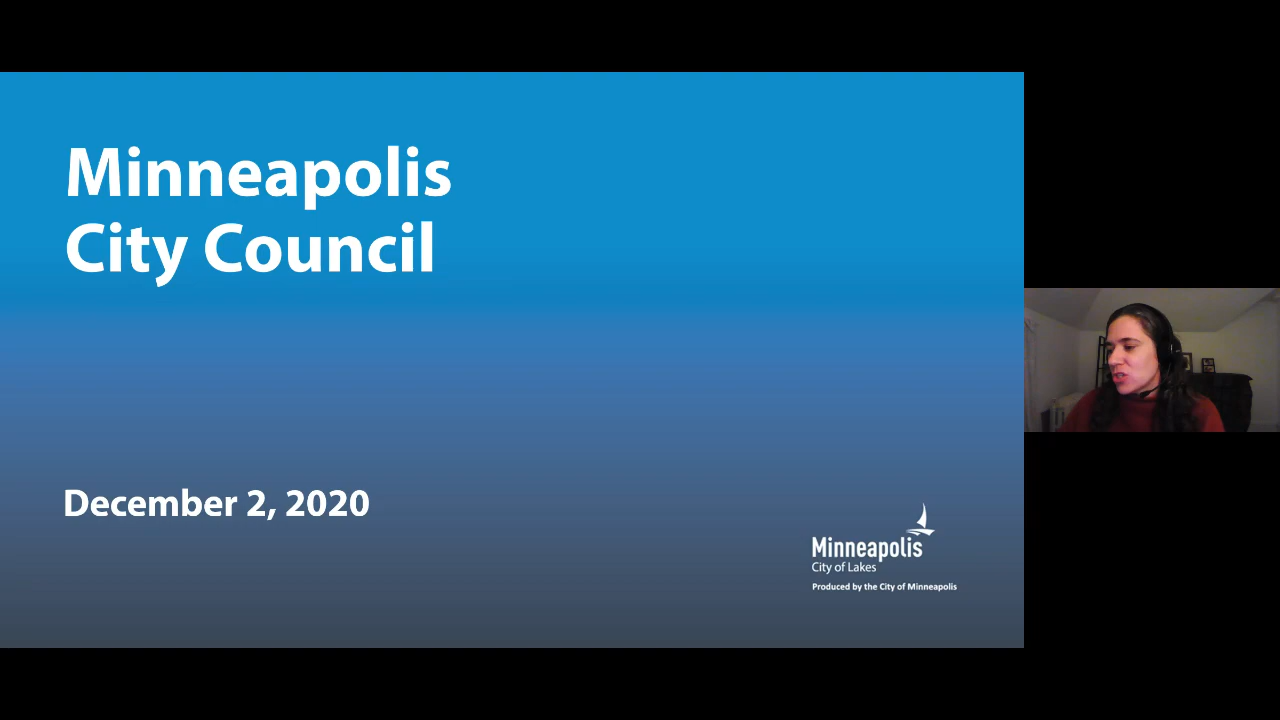 Minneapolis
City Council
December 2, 2020
Minneapolis
City of Lakes
Produced by the City of Minneapolis